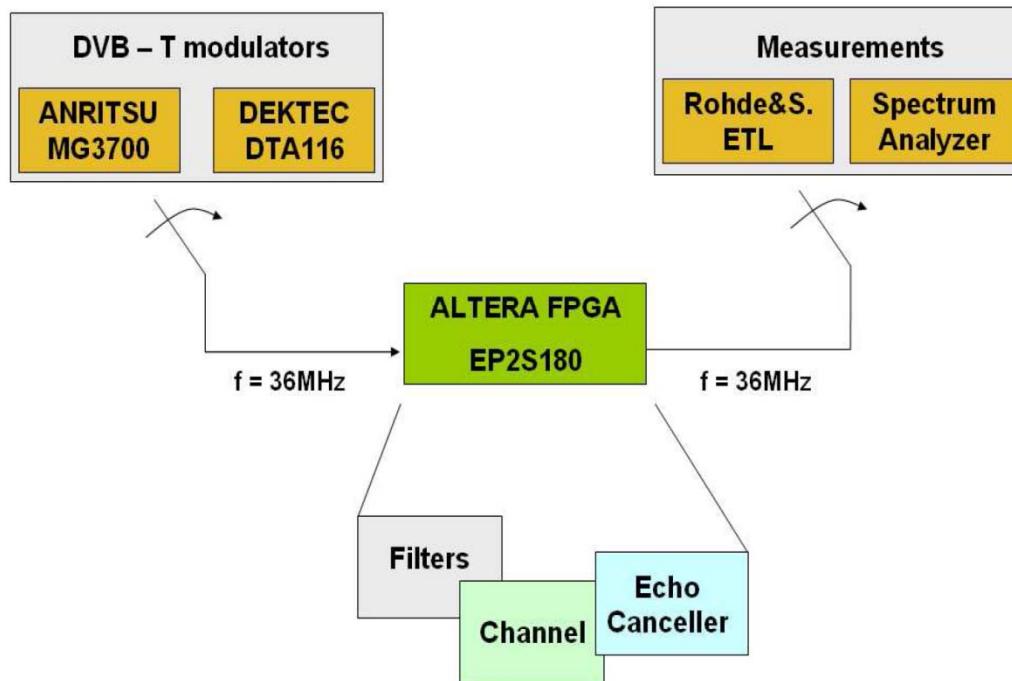 DVB – T modulators
ANRITSU
MG3700
DEKTEC
DTA116
Measurements
Rohde&S.
ETL
Spectrum
Analyzer
ALTERA FPGA
EP2S180
f = 36MHz
f = 36MHz
Filters
Channel
Echo
Canceller